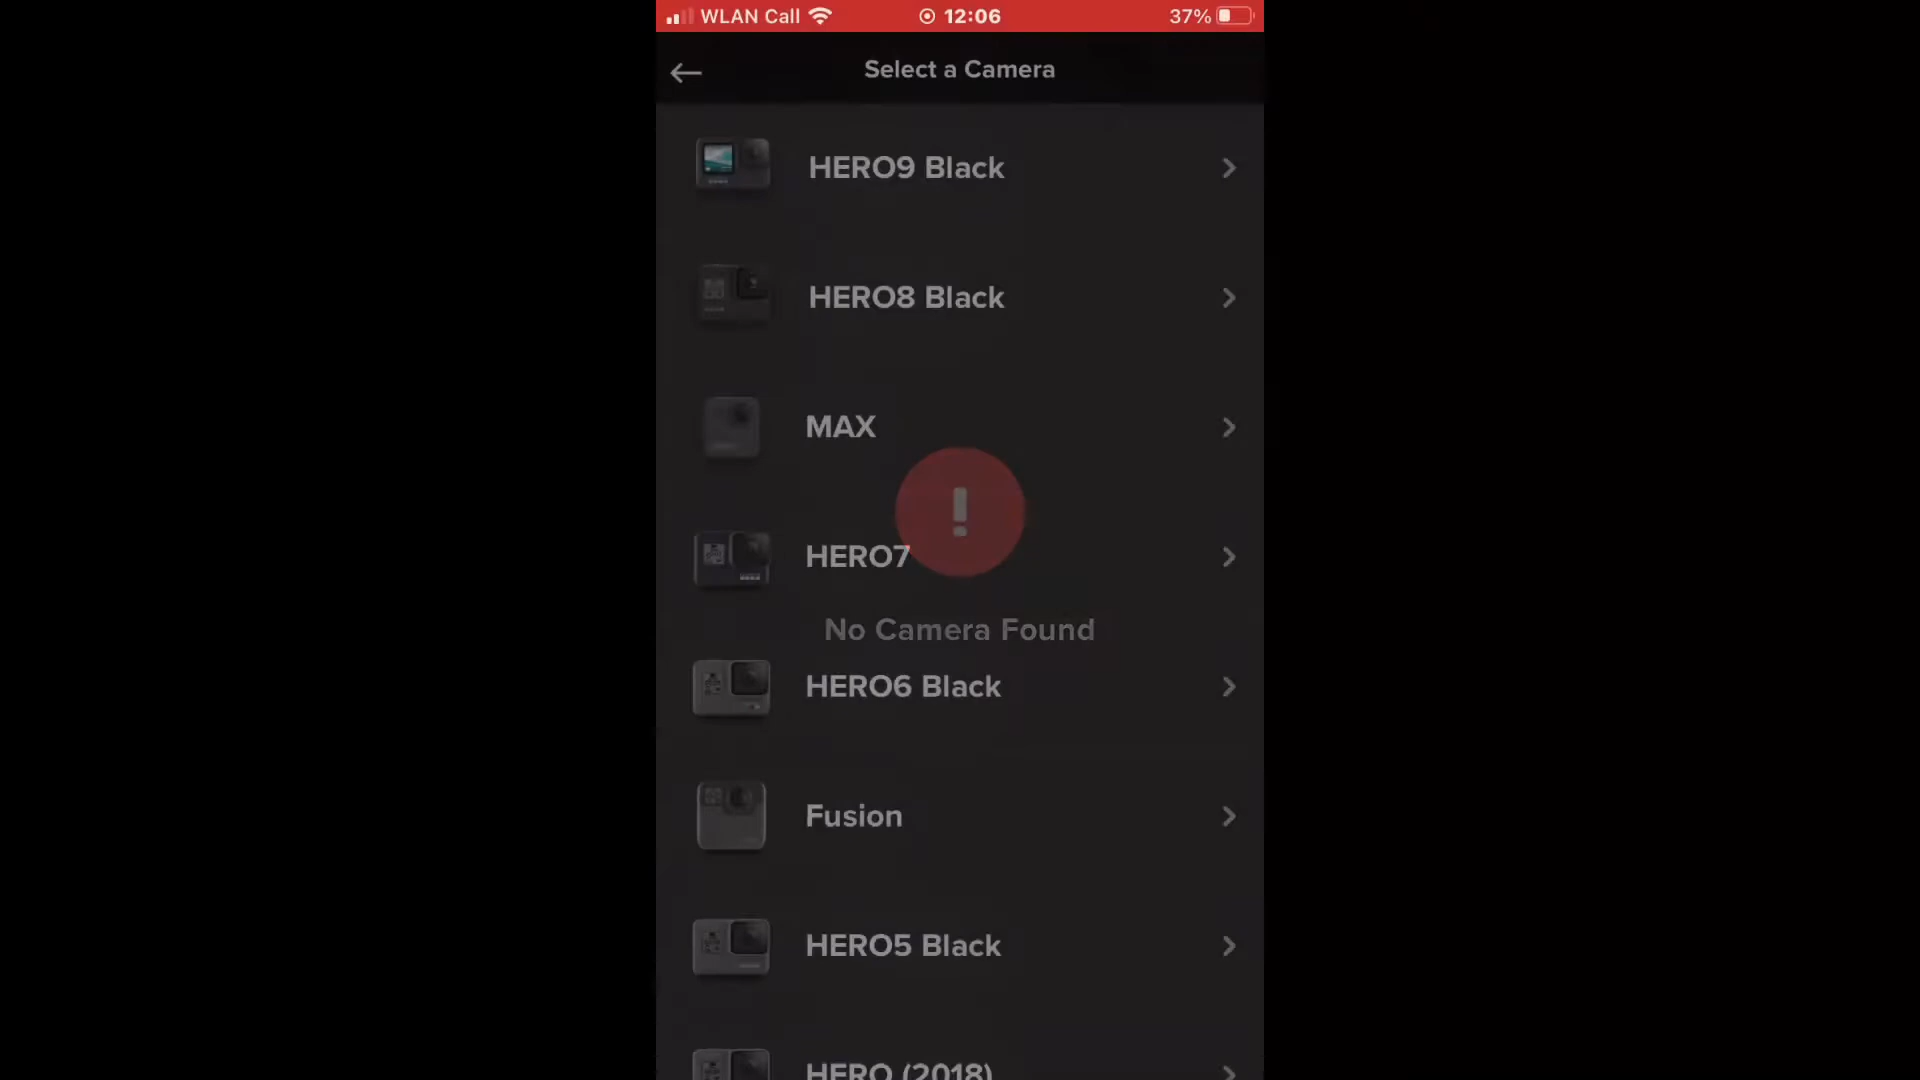 WLAN Call 12:06 37%
Select a Camera
HERO9 Black
HERO8 Black
MAX
HERO7
No Camera Found
HERO6 Black
Fusion
HERO5 Black
HERO (2018)